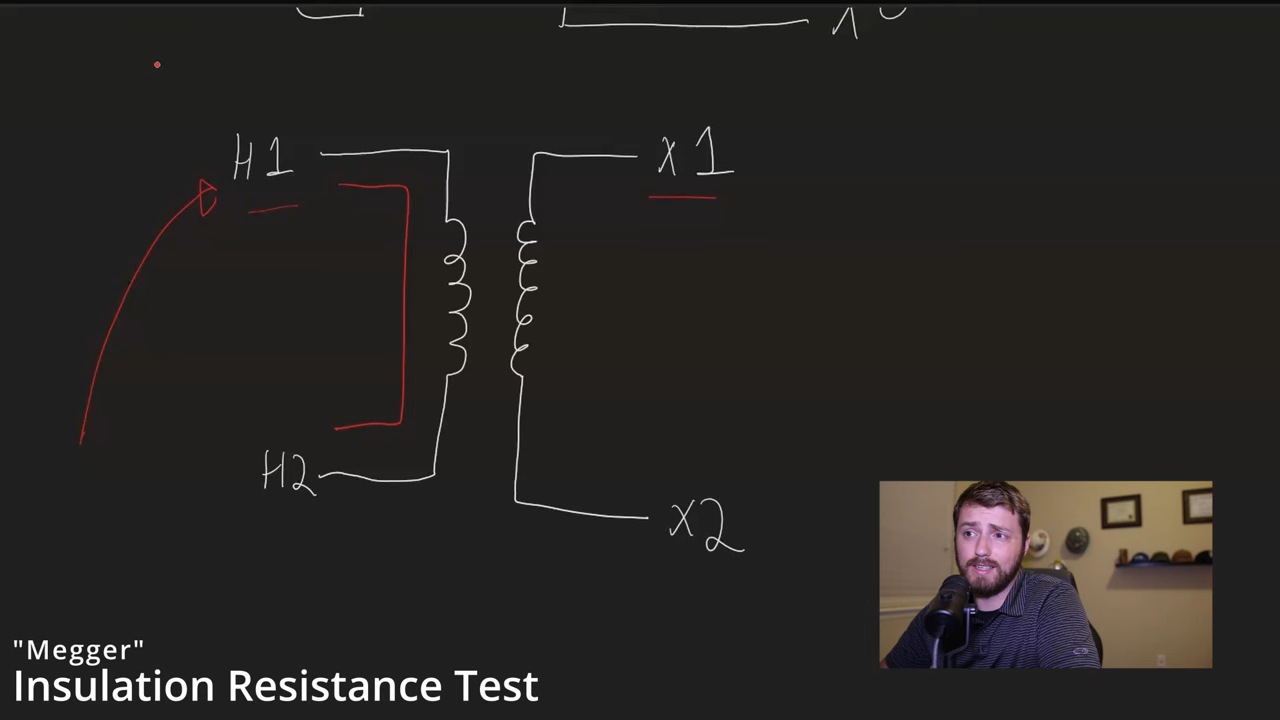 H1
X1
H2
X2
"Megger"
Insulation Resistance Test